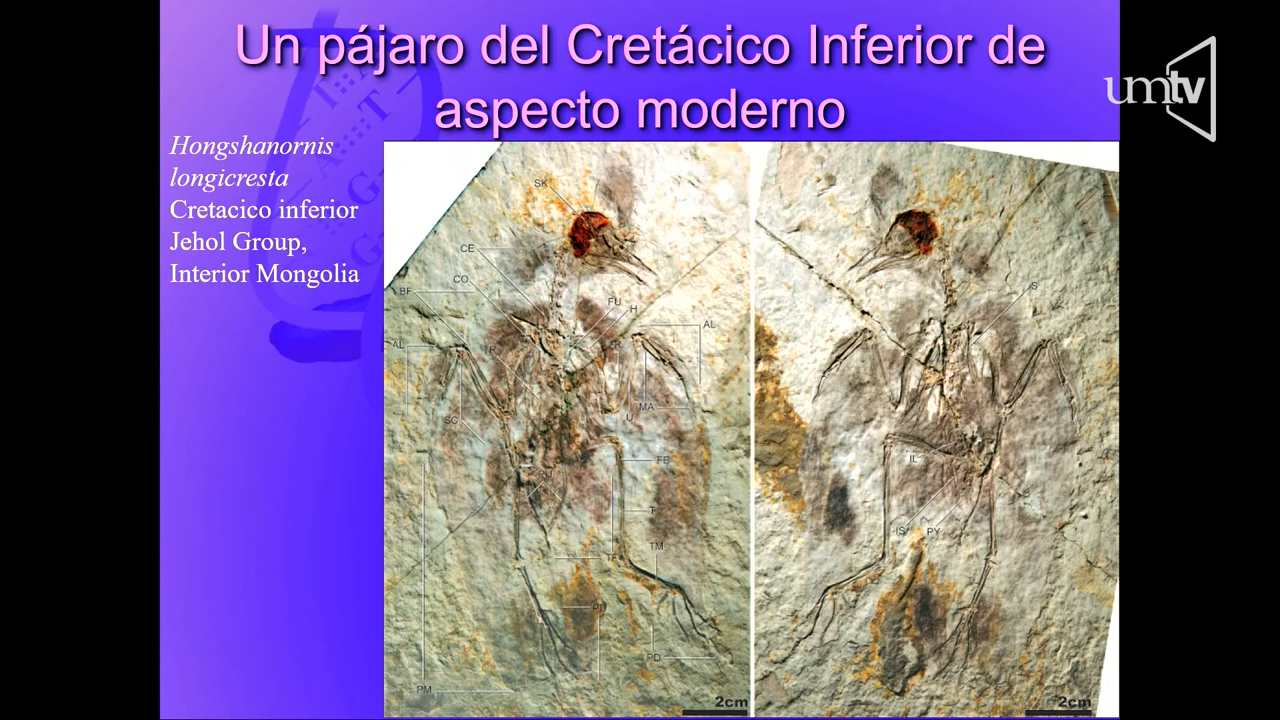 Un pájaro del Cretácico Inferior de
aspecto moderno
umtv
Hongshanornis
longicresta
Cretacico inferior
Jehol Group,
Interior Mongolia
SK
CE
CO
BF
FU
H
AL
AL
MA
U
SC
FE
T
TM
PD
PM
2cm
S
IL
IS
PY
2cm